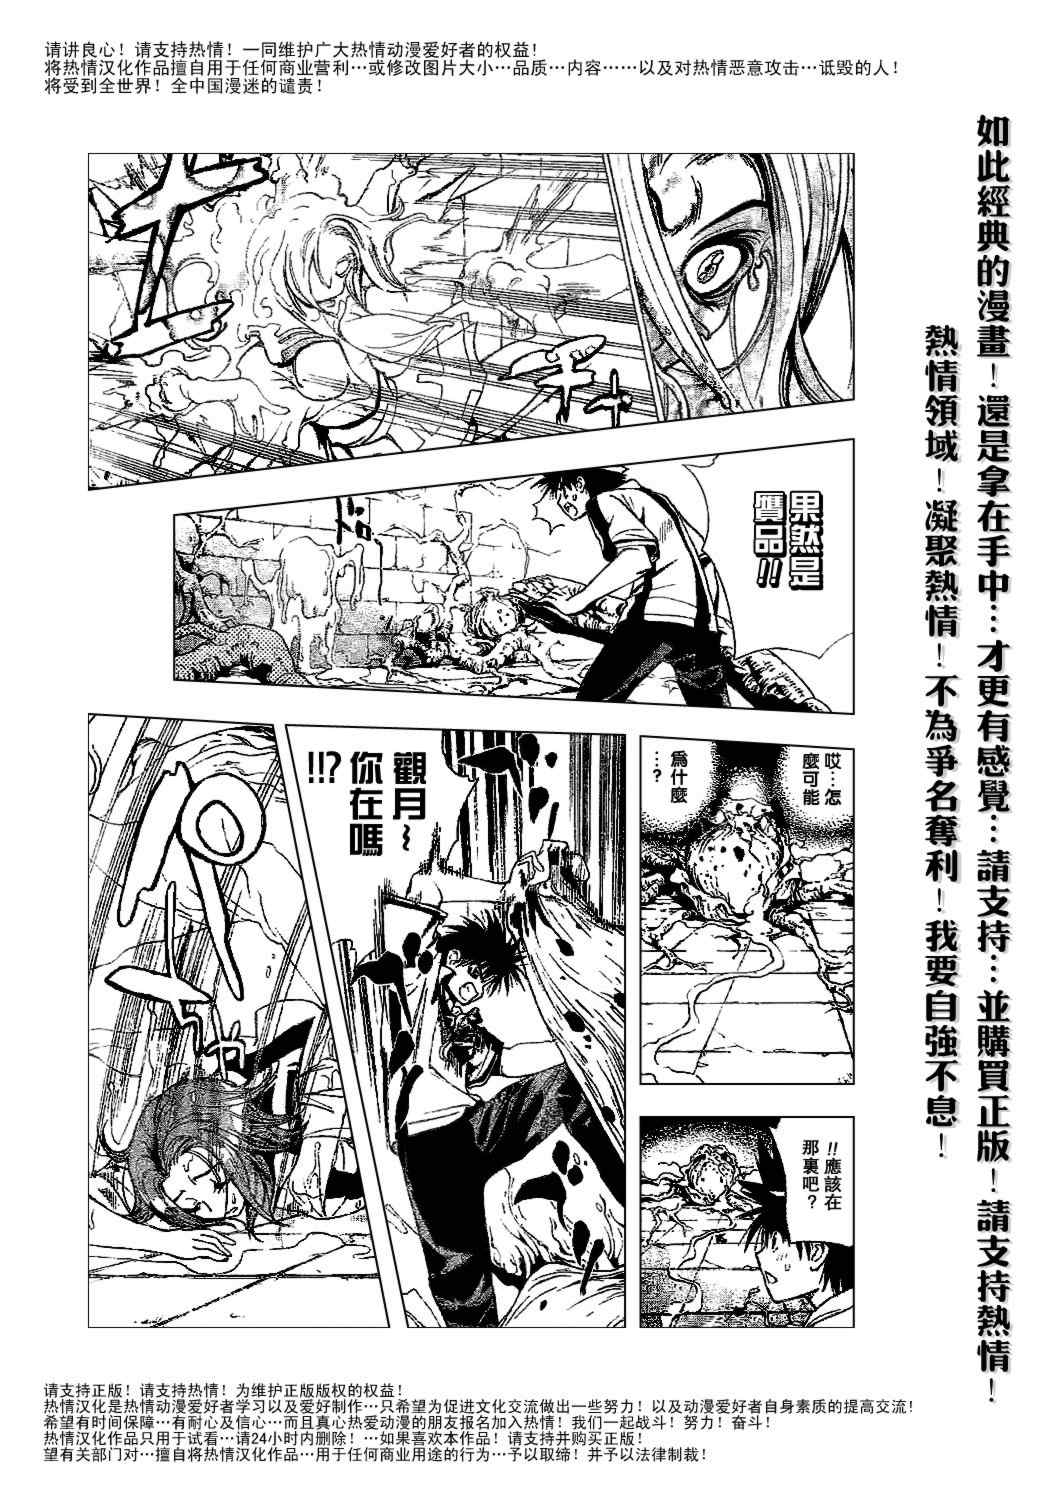 请讲良心！请支持热情！一同维护广大热情动漫爱好者的权益！
将热情汉化作品擅自用于任何商业营利…或修改图片大小…品质…内容……以及对热情恶意攻击…诋毁的人！
将受到全世界！全中国漫迷的谴责！
如此經典的漫畫！還是拿在手中…才更有感覺…請支持…並購買正版！請支持熱情！
熱情領域！凝聚熱情！不為爭名奪利！我要自強不息！
果然是
贋品!!
ドロ
哎…怎
麼可能
為什麼
…？
!!應該在
那裏吧？
觀月~
你在嗎
!!?
请支持正版！请支持热情！为维护正版版权的权益！
热情汉化是热情动漫爱好者学习以及爱好制作…只希望为促进文化交流做出一些努力！以及动漫爱好者自身素质的提高交流！
希望有时间保障…有耐心及信心…而且真心热爱动漫的朋友报名加入热情！我们一起战斗！努力！奋斗！
热情汉化作品只用于试看…请24小时内删除！…如果喜欢本作品！请支持并购买正版！
望有关部门对…擅自将热情汉化作品…用于任何商业用途的行为…予以取缔！并予以法律制裁！